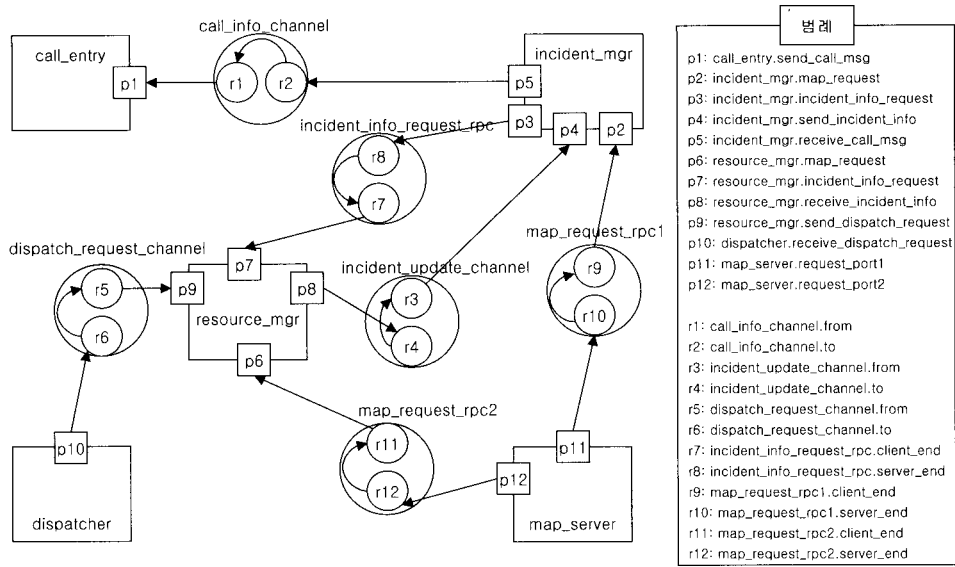 call_info_channel
call_entry
incident_mgr
p1
r1
r2
p5
p3
p4
p2
incident_info_request_rpc
r8
r7
dispatch_request_channel
map_request_rpc1
p7
incident_update_channel
r5
p9
p8
r9
r3
resource_mgr
r10
r6
r4
p6
map_request_rpc2
p10
r11
p11
p12
r12
dispatcher
map_server
범례
p1: call_entry.send_call_msg
p2: incident_mgr.map_request
p3: incident_mgr.incident_info_request
p4: incident_mgr.send_incident_info
p5: incident_mgr.receive_call_msg
p6: resource_mgr.map_request
p7: resource_mgr.incident_info_request
p8: resource_mgr.receive_incident_info
p9: resource_mgr.send_dispatch_request
p10: dispatcher.receive_dispatch_request
p11: map_server.request_port1
p12: map_server.request_port2
r1: call_info_channel.from
r2: call_info_channel.to
r3: incident_update_channel.from
r4: incident_update_channel.to
r5: dispatch_request_channel.from
r6: dispatch_request_channel.to
r7: incident_info_request_rpc.client_end
r8: incident_info_request_rpc.server_end
r9: map_request_rpc1.client_end
r10: map_request_rpc1.server_end
r11: map_request_rpc2.client_end
r12: map_request_rpc2.server_end